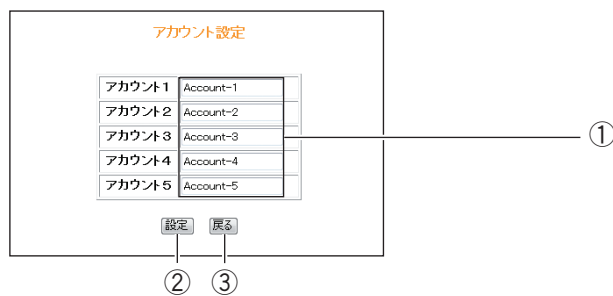 アカウント設定
アカウント1 Account-1
アカウント2 Account-2
アカウント3 Account-3
アカウント4 Account-4
アカウント5 Account-5
①
設定 戻る
② ③